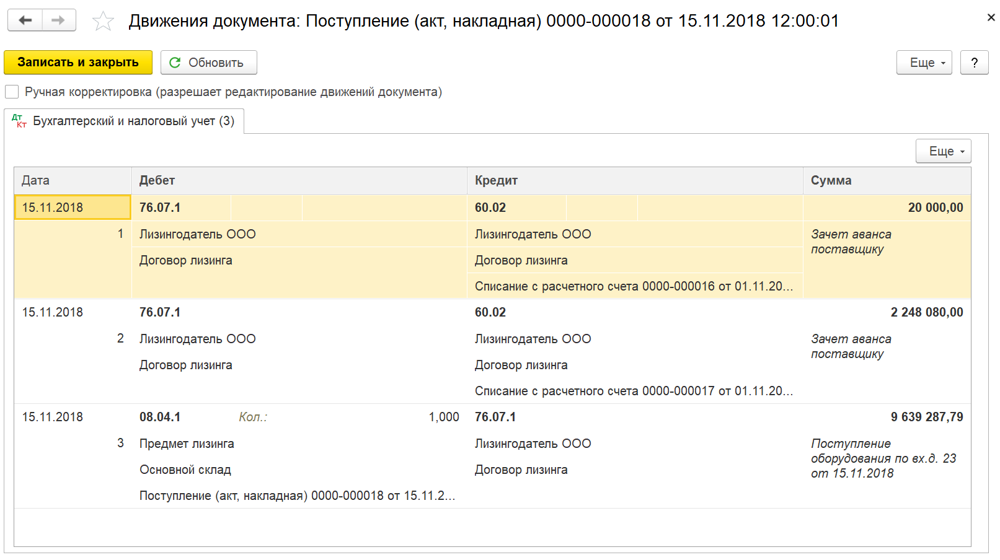 Движения документа: Поступление (акт, накладная) 0000-000018 от 15.11.2018 12:00:01
Записать и закрыть Обновить Еще ?
Ручная корректировка (разрешает редактирование движений документа)
Дт Кт Бухгалтерский и налоговый учет (3)
Еще
Дата Дебет Кредит Сумма
15.11.2018 76.07.1 60.02 20 000,00
1 Лизингодатель ООО Лизингодатель ООО Зачет аванса
поставщику
Договор лизинга Договор лизинга
Списание с расчетного счета 0000-000016 от 01.11.20...
15.11.2018 76.07.1 60.02 2 248 080,00
2 Лизингодатель ООО Лизингодатель ООО Зачет аванса
поставщику
Договор лизинга Договор лизинга
Списание с расчетного счета 0000-000017 от 01.11.20...
15.11.2018 08.04.1 Кол.: 1,000 76.07.1 9 639 287,79
3 Предмет лизинга Лизингодатель ООО Поступление
оборудования по вх.д. 23
Основной склад Договор лизинга от 15.11.2018
Поступление (акт, накладная) 0000-000018 от 15.11.2...